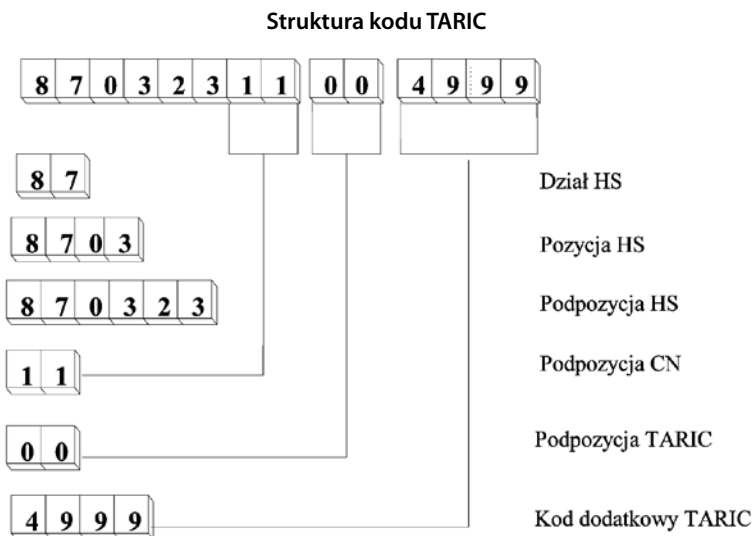 Struktura kodu TARIC
8 7 0 3 2 3 1 1 0 0 4 9 9 9
8 7 Dział HS
8 7 0 3 Pozycja HS
8 7 0 3 2 3 Podpozycja HS
1 1 Podpozycja CN
0 0 Podpozycja TARIC
4 9 9 9 Kod dodatkowy TARIC